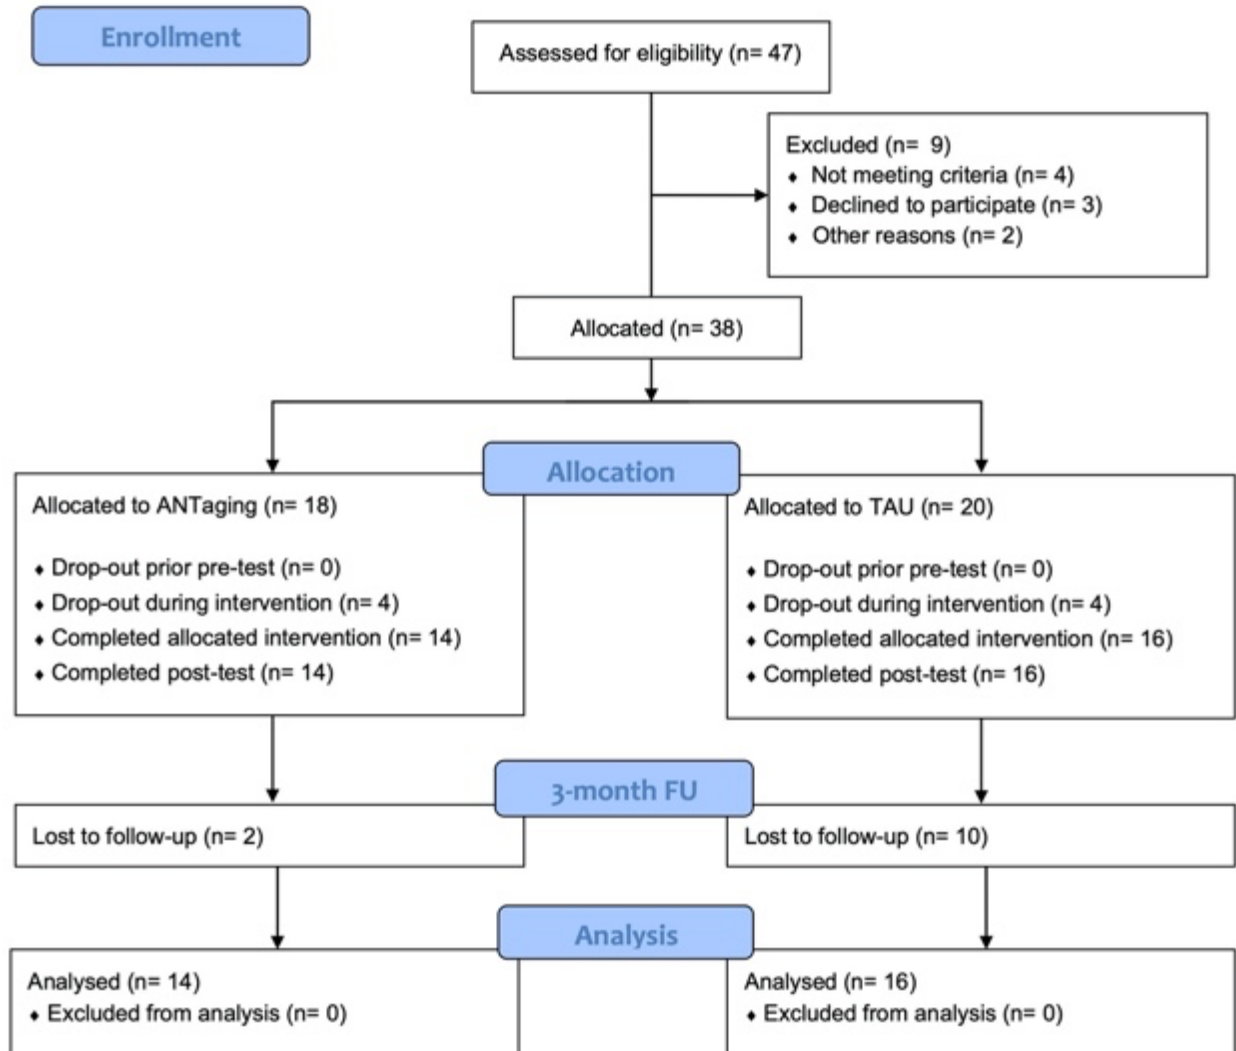 Enrollment
Assessed for eligibility (n= 47)
Excluded (n=  9)
♦ Not meeting criteria (n= 4)
♦ Declined to participate (n= 3)
♦ Other reasons (n= 2)
Allocated (n= 38)
Allocation
Allocated to ANTaging (n= 18)
♦ Drop-out prior pre-test (n= 0)
♦ Drop-out during intervention (n= 4)
♦ Completed allocated intervention (n= 14)
♦ Completed post-test (n= 14)
Allocated to TAU (n= 20)
♦ Drop-out prior pre-test (n= 0)
♦ Drop-out during intervention (n= 4)
♦ Completed allocated intervention (n= 16)
♦ Completed post-test (n= 16)
3-month FU
Lost to follow-up (n= 2)
Lost to follow-up (n= 10)
Analysis
Analysed (n= 14)
♦ Excluded from analysis (n= 0)
Analysed (n= 16)
♦ Excluded from analysis (n= 0)